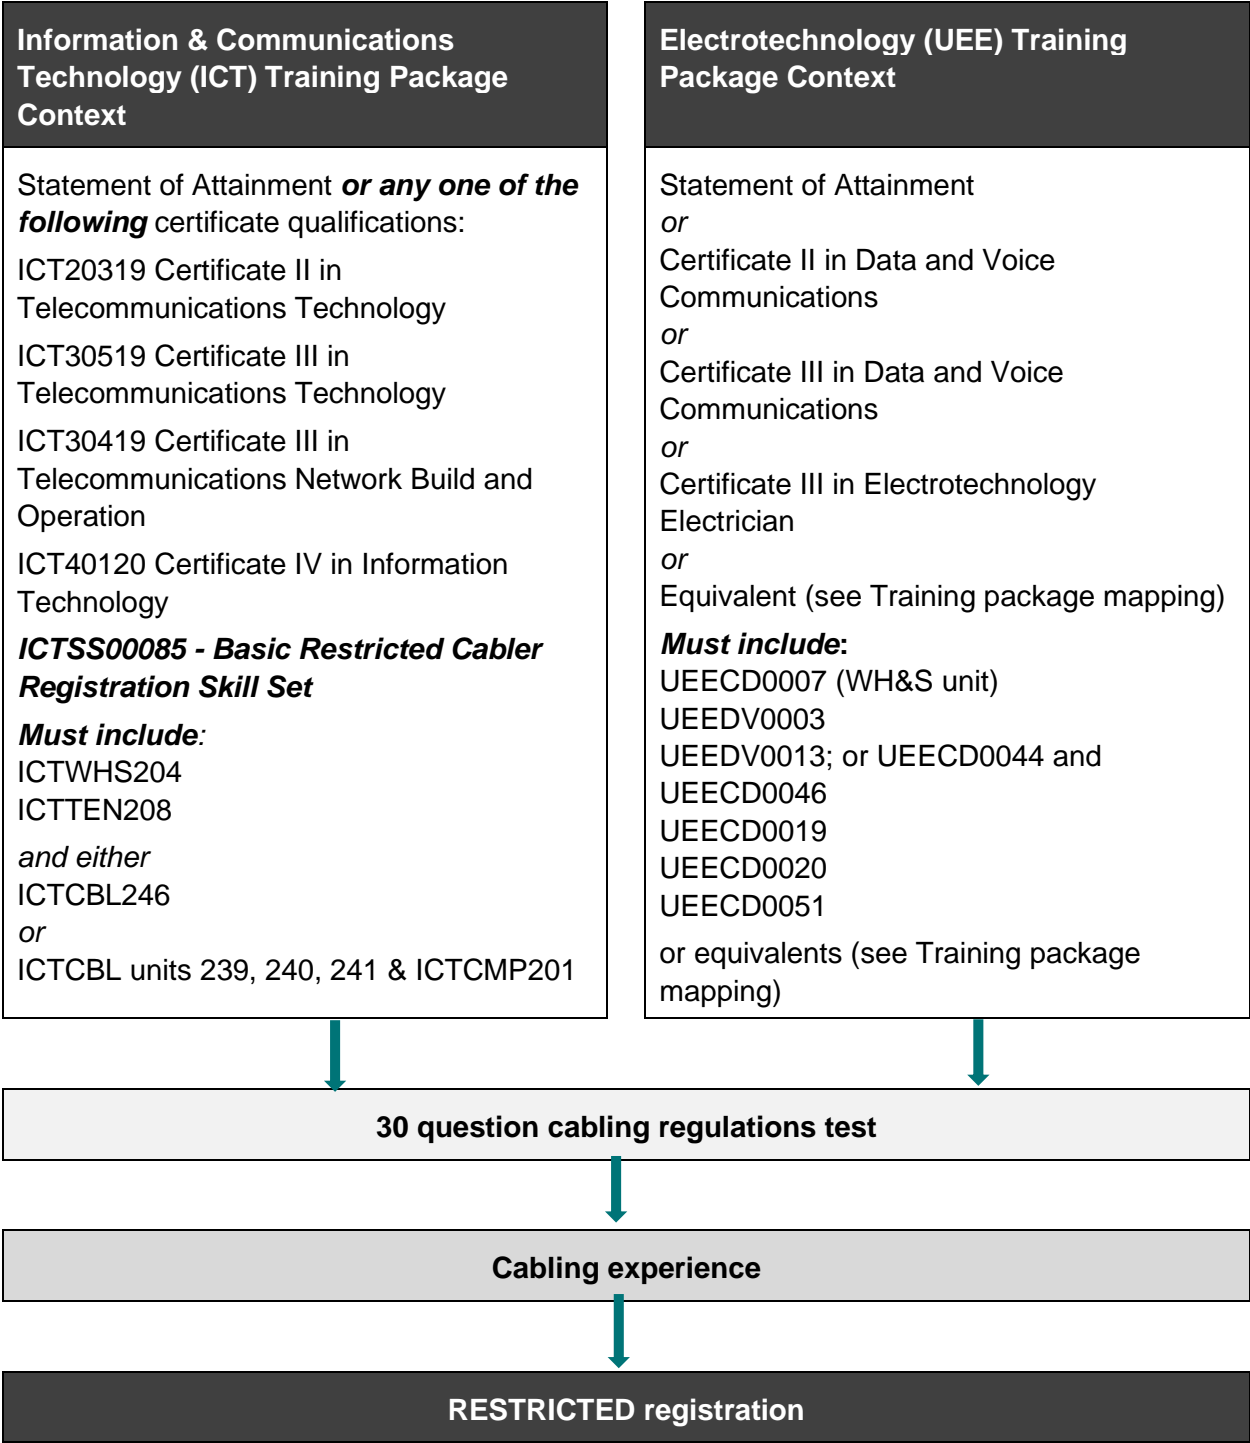 Information & Communications
Technology (ICT) Training Package
Context
Statement of Attainment or any one of the
following certificate qualifications:
ICT20319 Certificate II in
Telecommunications Technology
ICT30519 Certificate III in
Telecommunications Technology
ICT30419 Certificate III in
Telecommunications Network Build and
Operation
ICT40120 Certificate IV in Information
Technology
ICTSS00085 - Basic Restricted Cabler
Registration Skill Set
Must include:
ICTWHS204
ICTTEN208
and either
ICTCBL246
or
ICTCBL units 239, 240, 241 & ICTCMP201
Electrotechnology (UEE) Training
Package Context
Statement of Attainment
or
Certificate II in Data and Voice
Communications
or
Certificate III in Data and Voice
Communications
or
Certificate III in Electrotechnology
Electrician
or
Equivalent (see Training package mapping)
Must include:
UEECD0007 (WH&S unit)
UEEDV0003
UEEDV0013; or UEECD0044 and
UEECD0046
UEECD0019
UEECD0020
UEECD0051
or equivalents (see Training package
mapping)
30 question cabling regulations test
Cabling experience
RESTRICTED registration